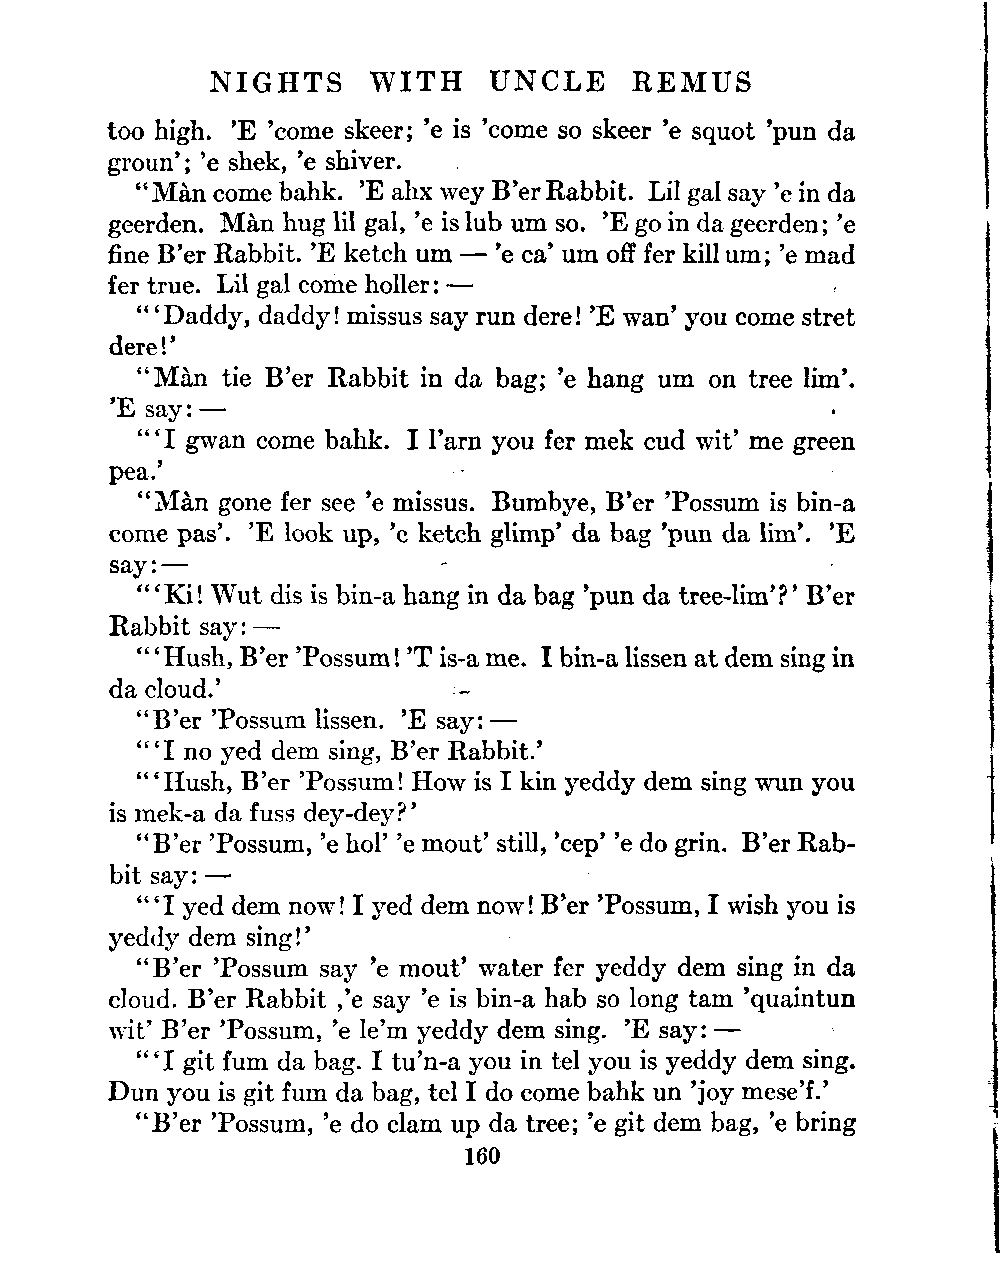 NIGHTS WITH UNCLE REMUS
too high. 'E 'come skeer; 'e is 'come so skeer 'e squot 'pun da
groun'; 'e shek, 'e shiver.
"Màn come bahk. 'E ahx wey B'er Rabbit. Lil gal say 'e in da
geerden. Màn hug lil gal, 'e is lub um so. 'E go in da geerden; 'e
fine B'er Rabbit. 'E ketch um — 'e ca' um off fer kill um; 'e mad
fer true. Lil gal come holler: —
"'Daddy, daddy! missus say run dere! 'E wan' you come stret
dere!'
"Màn tie B'er Rabbit in da bag; 'e hang um on tree lim'.
'E say: —
"'I gwan come bahk. I l'arn you fer mek cud wit' me green
pea.'
"Màn gone fer see 'e missus. Bumbye, B'er 'Possum is bin-a
come pas'. 'E look up, 'e ketch glimp' da bag 'pun da lim'. 'E
say: —
"'Ki! Wut dis is bin-a hang in da bag 'pun da tree-lim'?' B'er
Rabbit say: —
"'Hush, B'er 'Possum! 'T is-a me. I bin-a lissen at dem sing in
da cloud.'
"B'er 'Possum lissen. 'E say: —
"'I no yed dem sing, B'er Rabbit.'
"'Hush, B'er 'Possum! How is I kin yeddy dem sing wun you
is mek-a da fuss dey-dey?'
"B'er 'Possum, 'e hol' 'e mout' still, 'cep' 'e do grin. B'er Rab-
bit say: —
"'I yed dem now! I yed dem now! B'er 'Possum, I wish you is
yeddy dem sing!'
"B'er 'Possum say 'e mout' water fer yeddy dem sing in da
cloud. B'er Rabbit ,'e say 'e is bin-a hab so long tam 'quaintun
wit' B'er 'Possum, 'e le'm yeddy dem sing. 'E say: —
"'I git fum da bag. I tu'n-a you in tel you is yeddy dem sing.
Dun you is git fum da bag, tel I do come bahk un 'joy mese'f.'
"B'er 'Possum, 'e do clam up da tree; 'e git dem bag, 'e bring
160